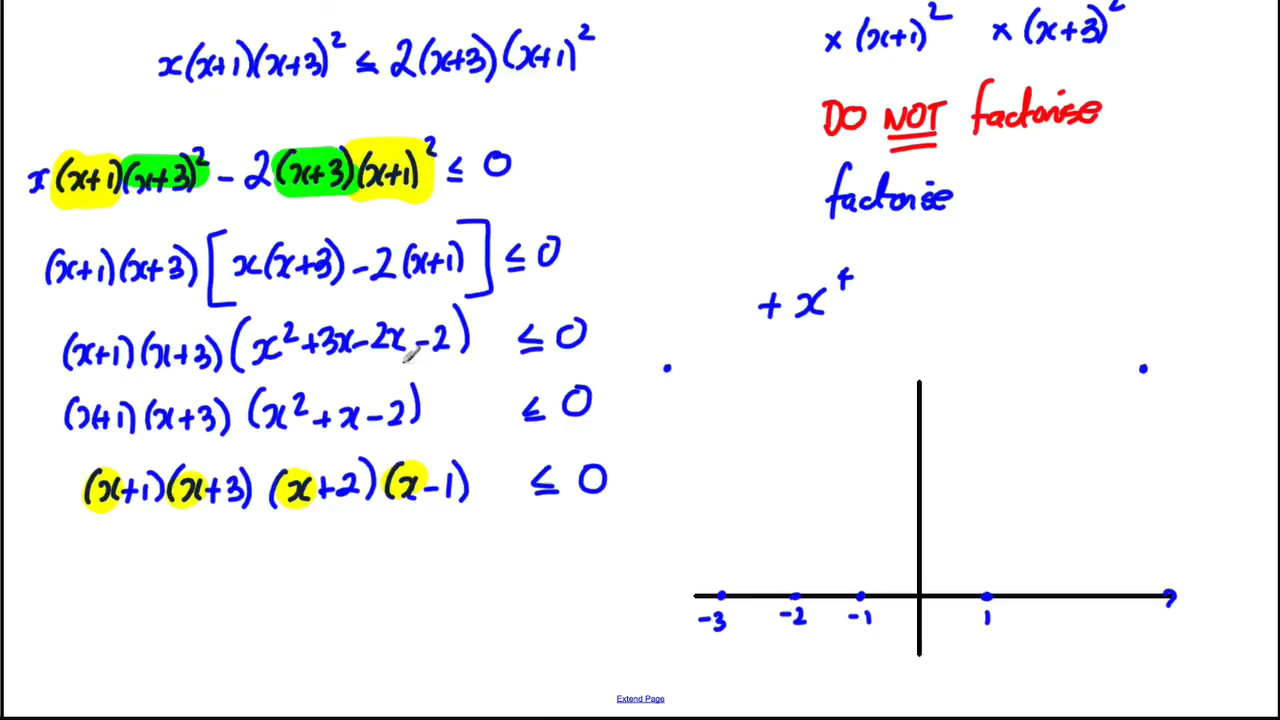 x(x+1)(x+3)² ≤ 2(x+3)(x+1)²
x(x+1)(x+3)² - 2(x+3)(x+1)² ≤ 0
(x+1)(x+3)[x(x+3)-2(x+1)] ≤ 0
(x+1)(x+3)(x²+3x-2x-2) ≤ 0
(x+1)(x+3)(x²+x-2) ≤ 0
(x+1)(x+3)(x+2)(x-1) ≤ 0
×(x+1)² ×(x+3)²
DO NOT factorise
factorise
+x⁴
-3 -2 -1 1
Extend Page